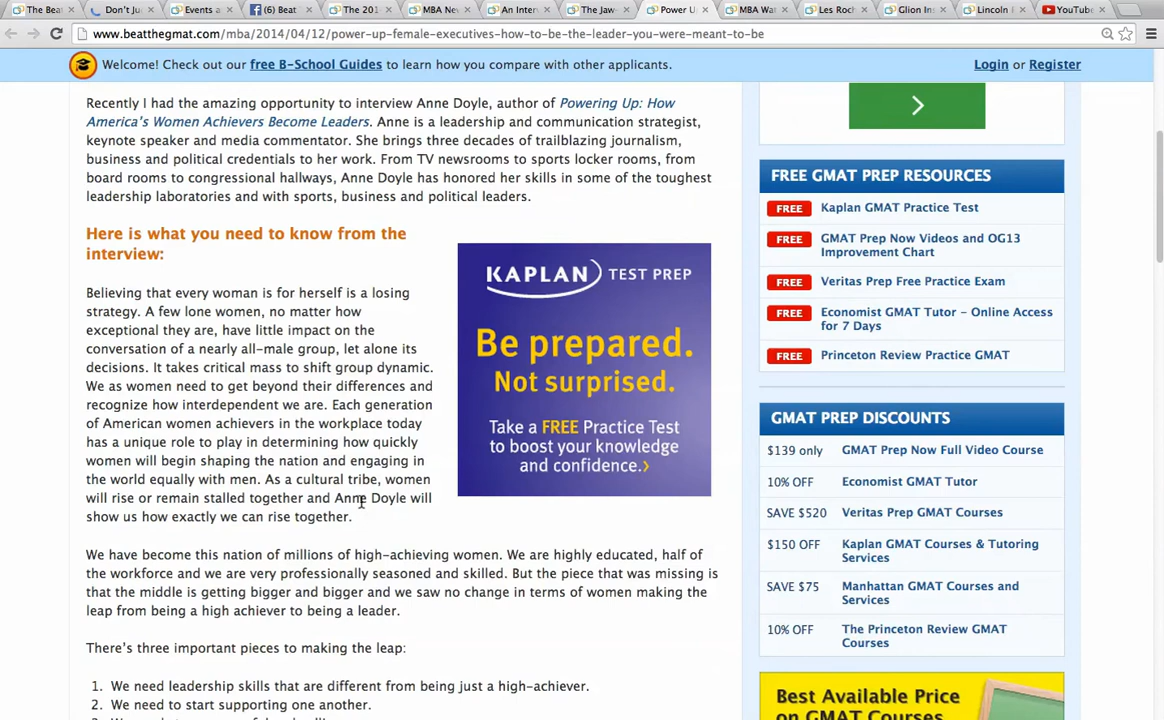 The Beat
Don't Ju
Events a
(6) Beat
The 201
MBA Ne
An Inter
The Jaw
Power U
MBA Wa
Les Roc
Glion Ins
Lincoln
YouTube
www.beatthegmat.com/mba/2014/04/12/power-up-female-executives-how-to-be-the-leader-you-were-meant-to-be
Welcome! Check out our free B-School Guides to learn how you compare with other applicants.
Login or Register
Recently I had the amazing opportunity to interview Anne Doyle, author of Powering Up: How
America's Women Achievers Become Leaders. Anne is a leadership and communication strategist,
keynote speaker and media commentator. She brings three decades of trailblazing journalism,
business and political credentials to her work. From TV newsrooms to sports locker rooms, from
board rooms to congressional hallways, Anne Doyle has honored her skills in some of the toughest
leadership laboratories and with sports, business and political leaders.
Here is what you need to know from the
interview:
Believing that every woman is for herself is a losing
strategy. A few lone women, no matter how
exceptional they are, have little impact on the
conversation of a nearly all-male group, let alone its
decisions. It takes critical mass to shift group dynamic.
We as women need to get beyond their differences and
recognize how interdependent we are. Each generation
of American women achievers in the workplace today
has a unique role to play in determining how quickly
women will begin shaping the nation and engaging in
the world equally with men. As a cultural tribe, women
will rise or remain stalled together and Anne Doyle will
show us how exactly we can rise together.
KAPLAN TEST PREP
Be prepared.
Not surprised.
Take a FREE Practice Test
to boost your knowledge
and confidence.›
We have become this nation of millions of high-achieving women. We are highly educated, half of
the workforce and we are very professionally seasoned and skilled. But the piece that was missing is
that the middle is getting bigger and bigger and we saw no change in terms of women making the
leap from being a high achiever to being a leader.
There's three important pieces to making the leap:
1. We need leadership skills that are different from being just a high-achiever.
2. We need to start supporting one another.
FREE GMAT PREP RESOURCES
FREE Kaplan GMAT Practice Test
FREE GMAT Prep Now Videos and OG13
Improvement Chart
FREE Veritas Prep Free Practice Exam
FREE Economist GMAT Tutor - Online Access
for 7 Days
FREE Princeton Review Practice GMAT
GMAT PREP DISCOUNTS
$139 only GMAT Prep Now Full Video Course
10% OFF Economist GMAT Tutor
SAVE $520 Veritas Prep GMAT Courses
$150 OFF Kaplan GMAT Courses & Tutoring
Services
SAVE $75 Manhattan GMAT Courses and
Services
10% OFF The Princeton Review GMAT
Courses
Best Available Price
on GMAT Courses